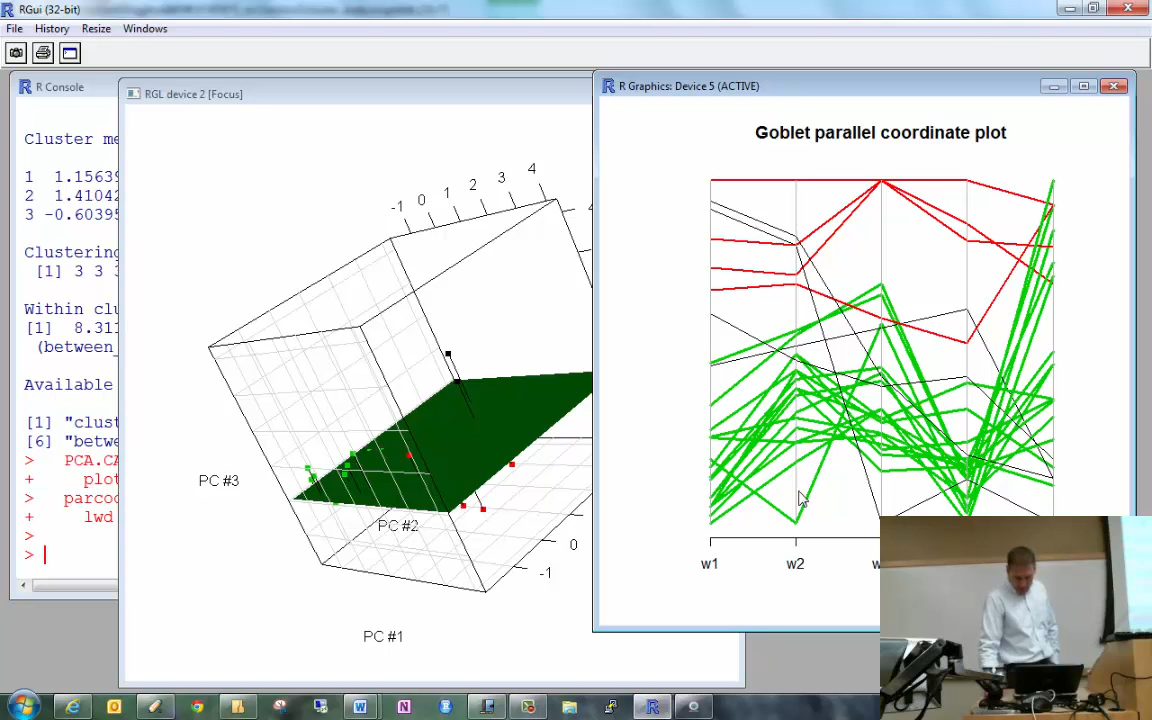 RGui (32-bit)
File History Resize Windows
R Console
Cluster me
1 1.15639
2 1.41042
3 -0.60395
Clustering
[1] 3 3 3
Within clu
[1] 8.311
(between_
Available
[1] "clust
[6] "betwe
> PCA.CA
+ plot
> parcoo
+ lwd
>
>
RGL device 2 [Focus]
-1 0 1 2 3 4
PC #3
PC #2
0
-1
PC #1
R Graphics: Device 5 (ACTIVE)
Goblet parallel coordinate plot
w1 w2